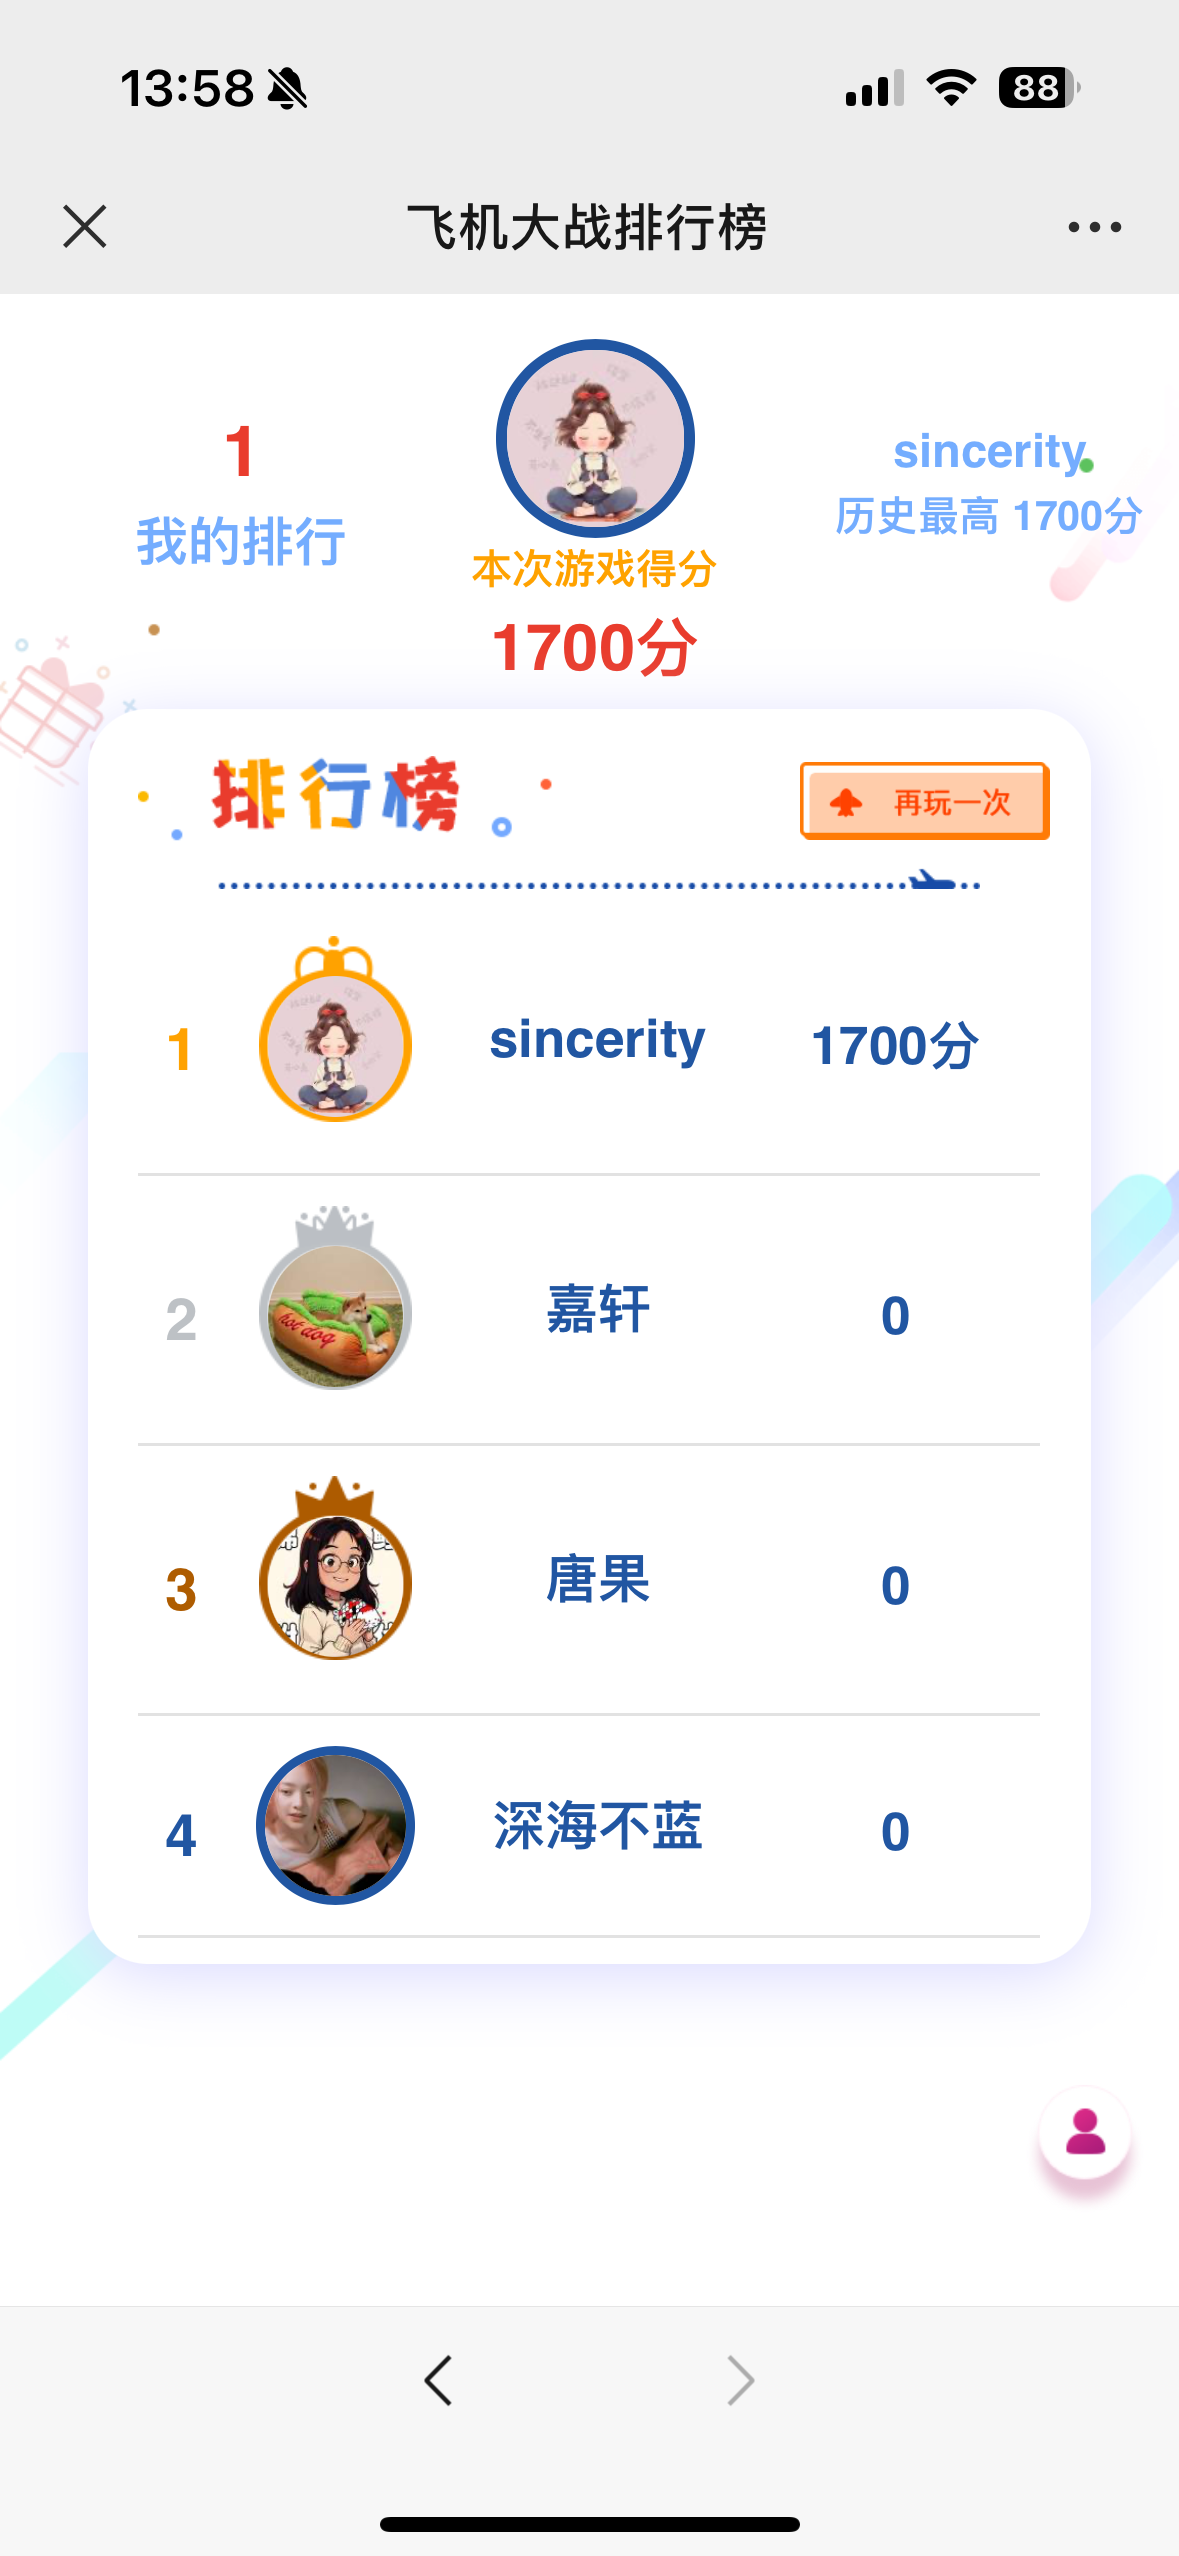 13:58
88
飞机大战排行榜
1
我的排行
本次游戏得分
1700分
sincerity
历史最高 1700分
排行榜
再玩一次
1
sincerity
1700分
2
hot dog
嘉轩
0
3
唐果
0
4
深海不蓝
0